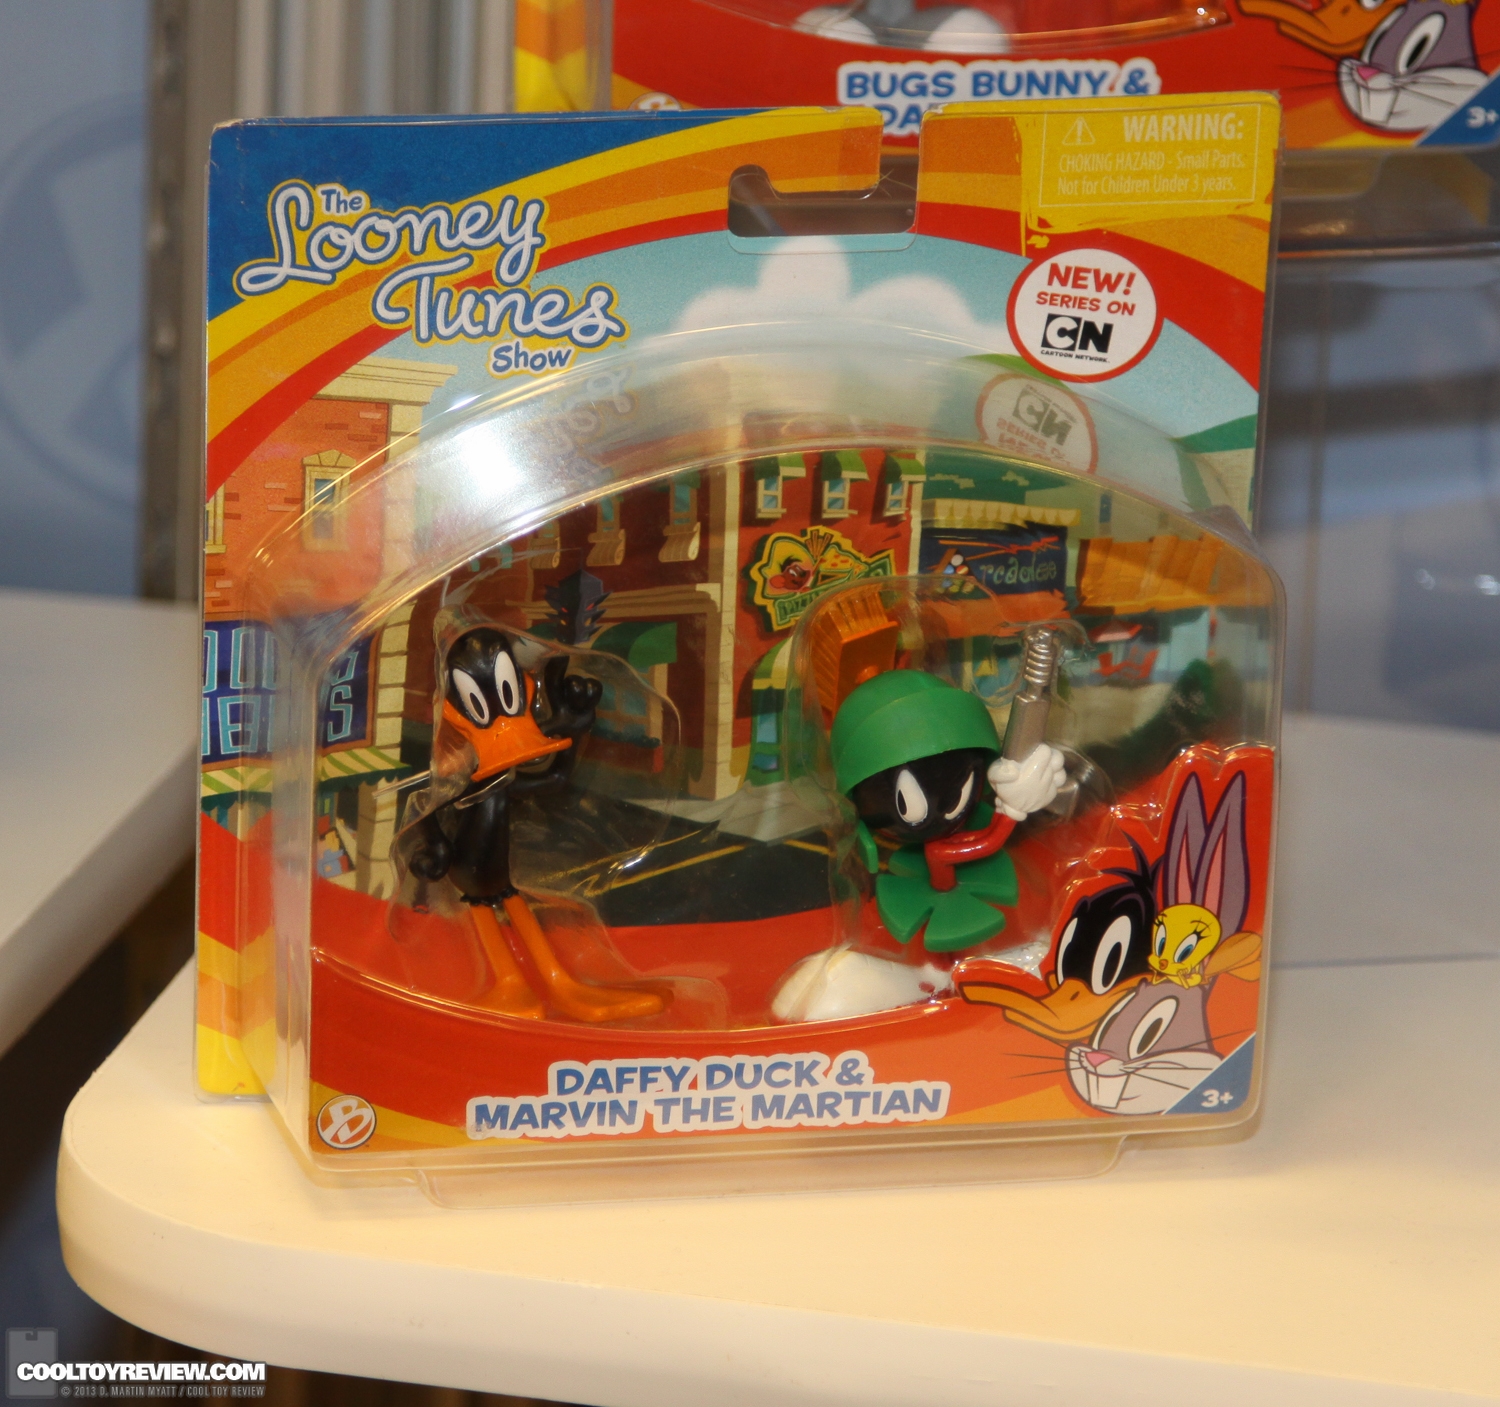 BUGS BUNNY &
WARNING:
CHOKING HAZARD - Small Parts.
Not for Children Under 3 years.
3+
The
Looney
Tunes
Show
NEW!
SERIES ON
CN
CARTOON NETWORK
DAFFY DUCK &
MARVIN THE MARTIAN
B
3+
COOLTOYREVIEW.COM
© 2013 D. MARTIN MYATT / COOL TOY REVIEW